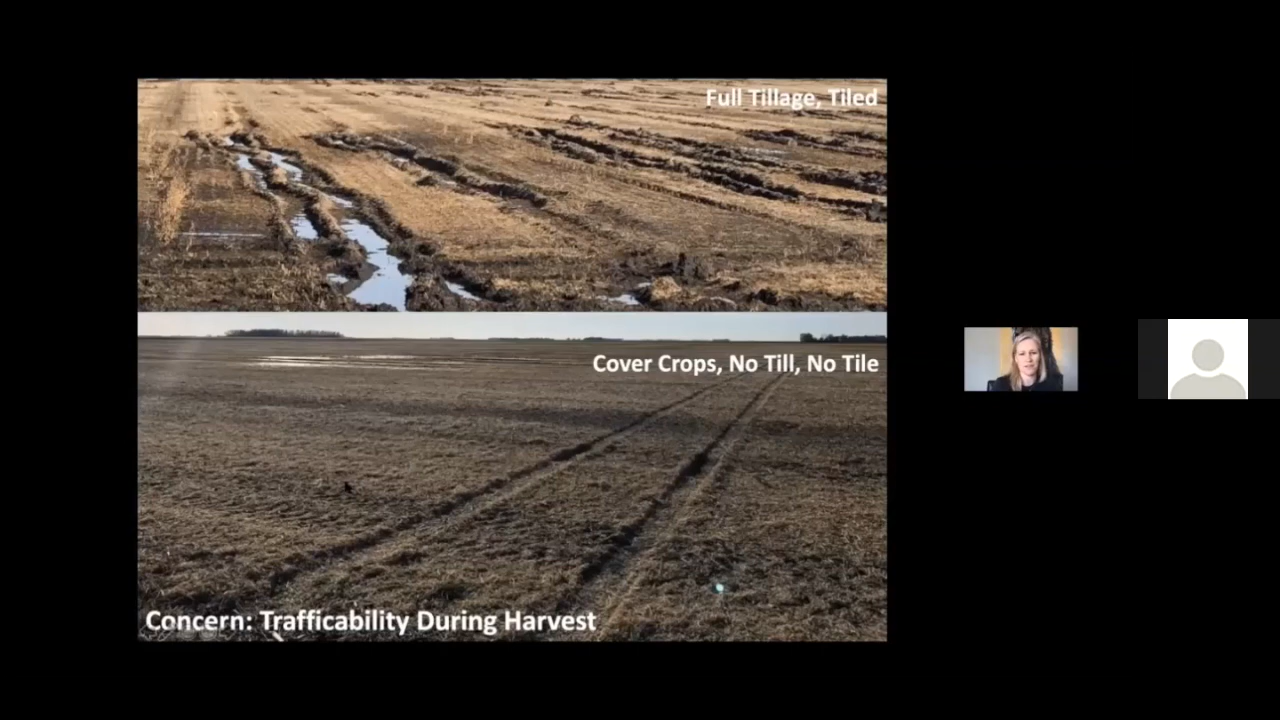 Full Tillage, Tiled
Cover Crops, No Till, No Tile
Concern: Trafficability During Harvest